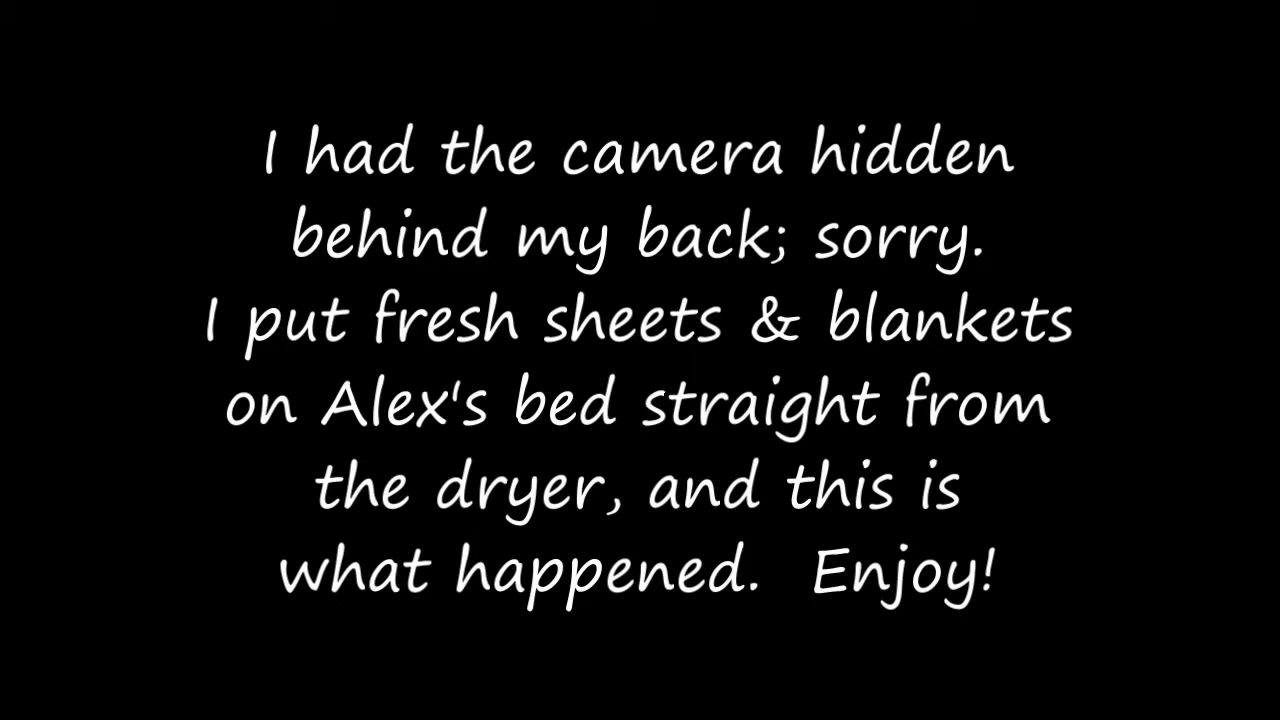 I had the camera hidden
behind my back; sorry.
I put fresh sheets & blankets
on Alex's bed straight from
the dryer, and this is
what happened.  Enjoy!